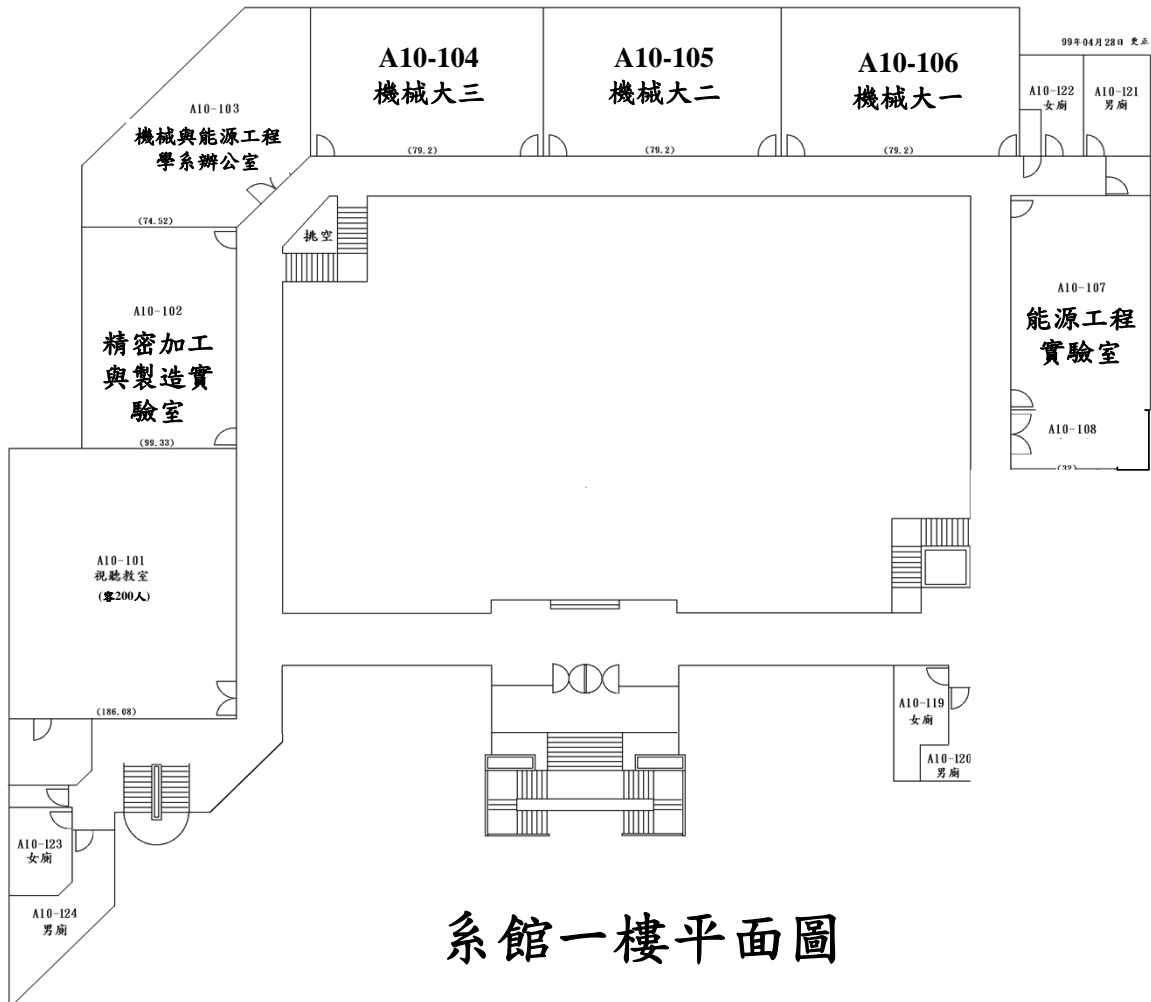 99年04月28日 更正
A10-104
機械大三
(79.2)
A10-105
機械大二
(79.2)
A10-106
機械大一
(79.2)
A10-122
女廁
A10-121
男廁
A10-103
機械與能源工程
學系辦公室
(74.52)
挑空
A10-102
精密加工
與製造實
驗室
(99.33)
A10-107
能源工程
實驗室
A10-108
(32)
A10-101
視聽教室
(容200人)
(186.08)
A10-119
女廁
A10-120
男廁
A10-123
女廁
A10-124
男廁
系館一樓平面圖